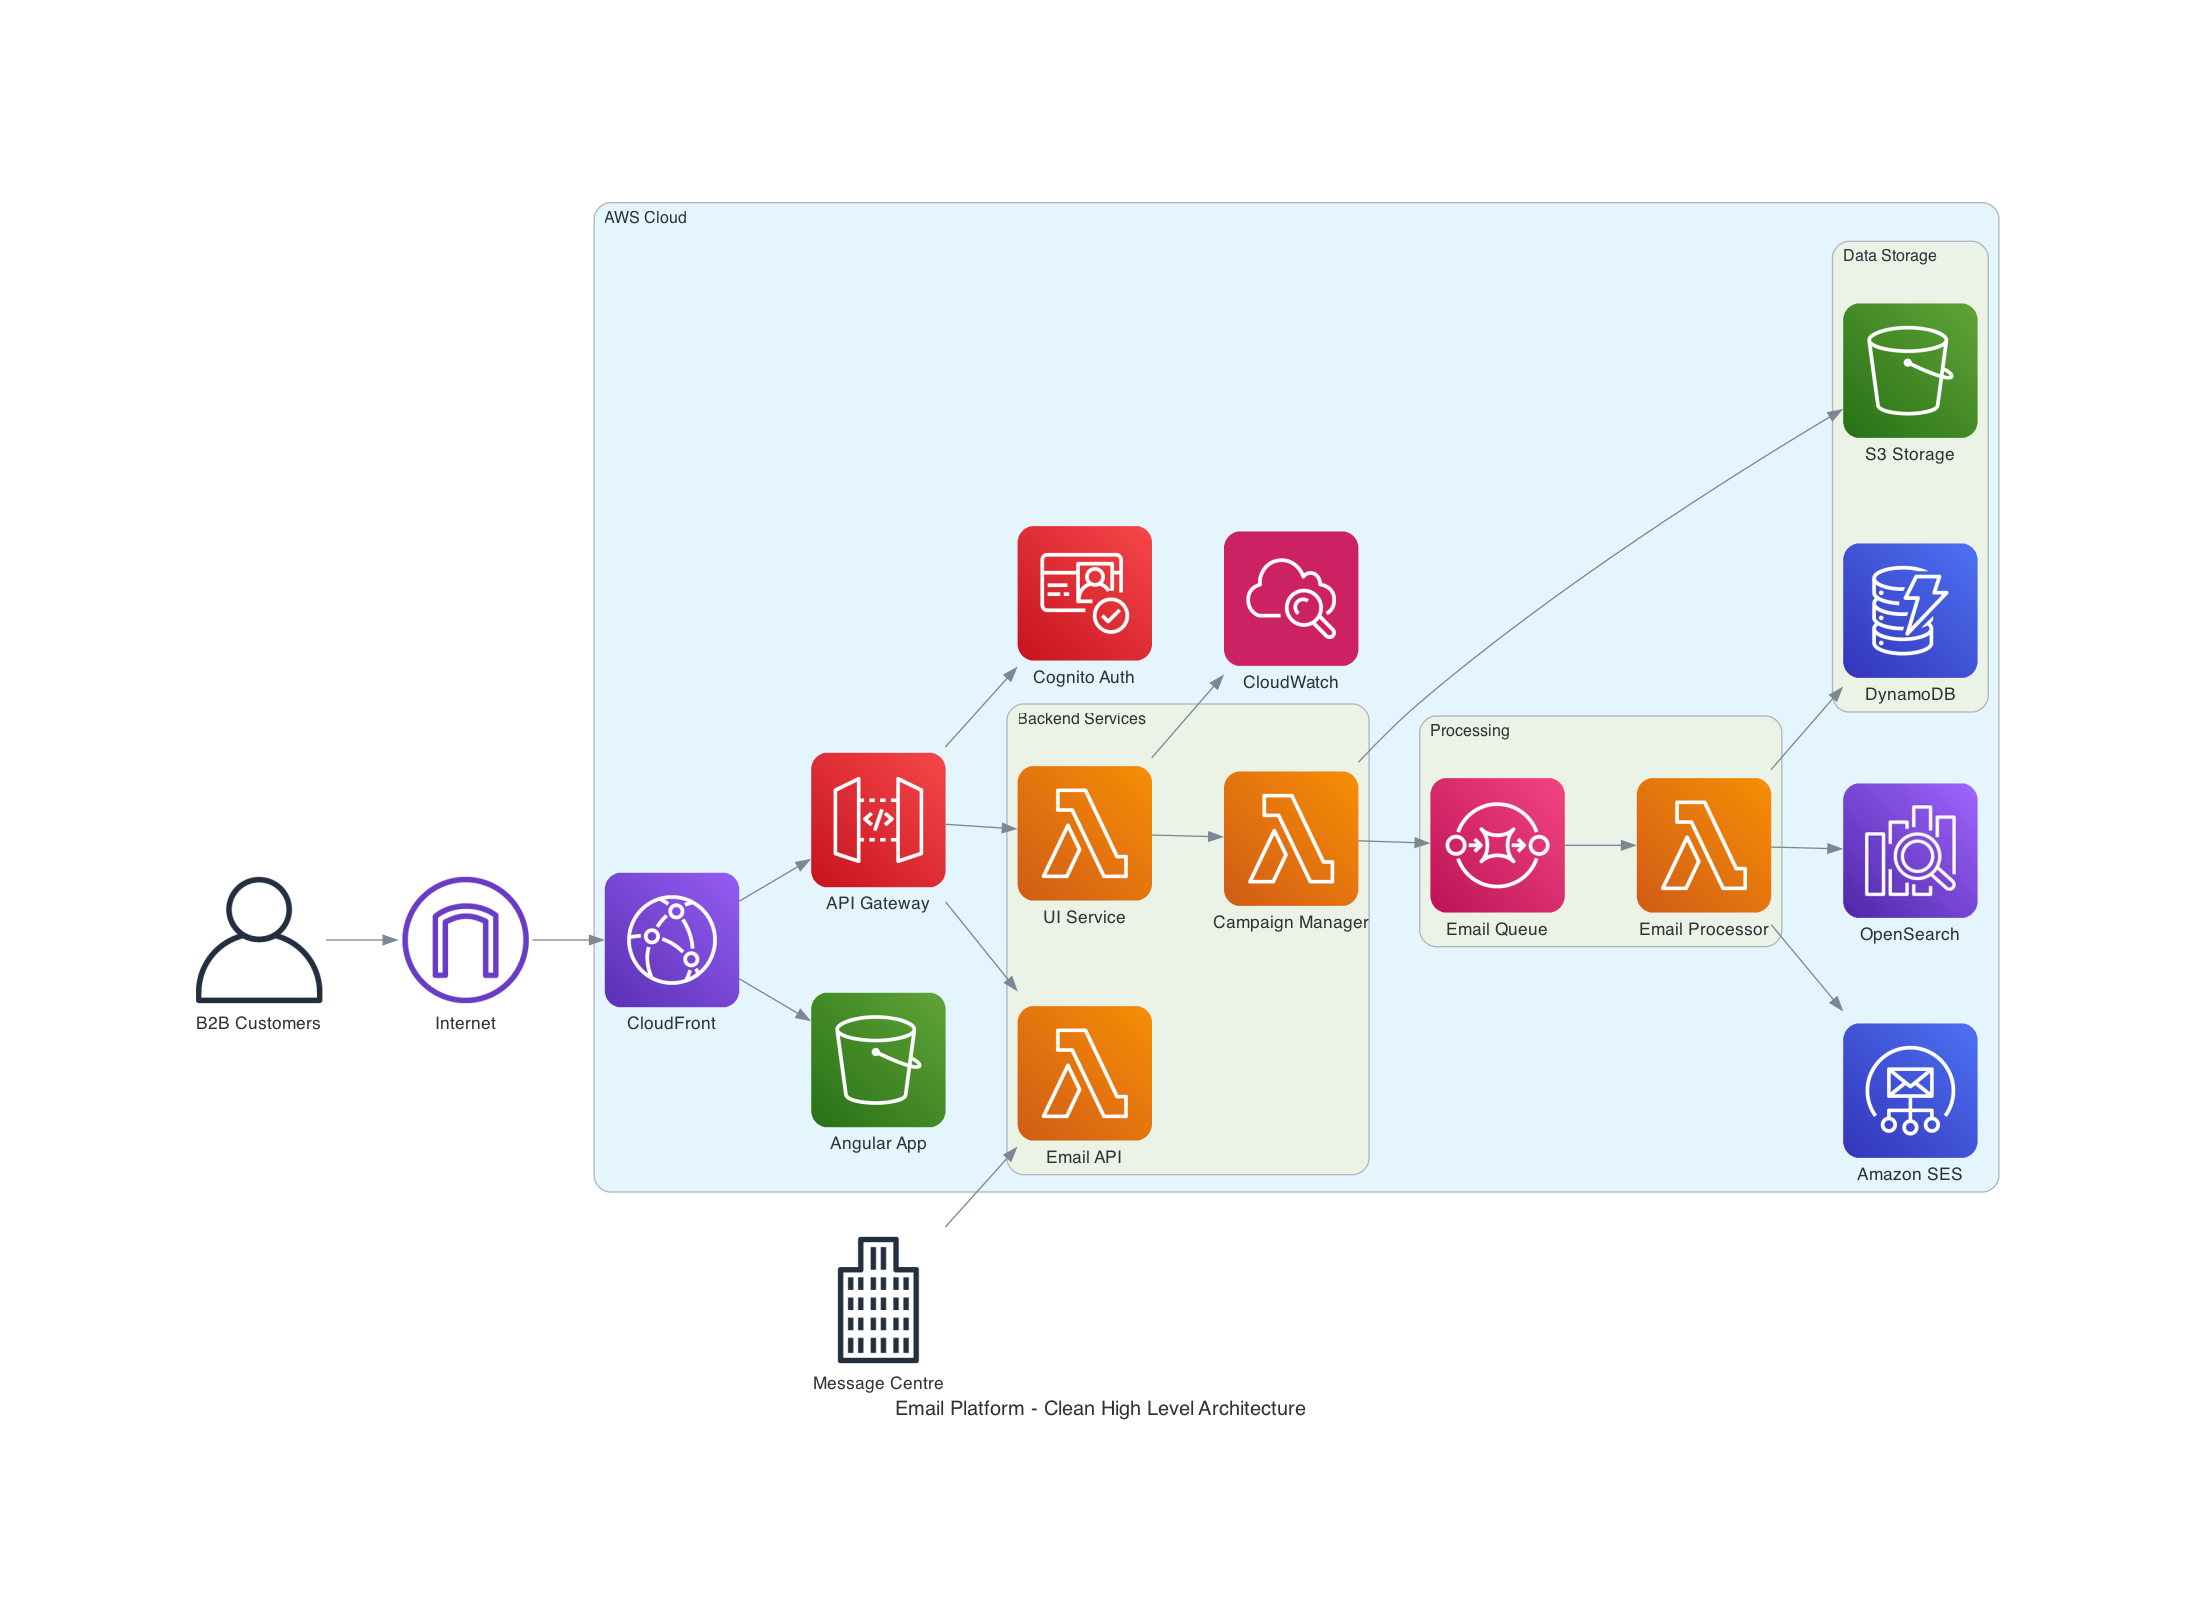 AWS Cloud
Data Storage
S3 Storage
Cognito Auth
CloudWatch
DynamoDB
Backend Services
Processing
API Gateway
UI Service
Campaign Manager
Email Queue
Email Processor
OpenSearch
B2B Customers
Internet
CloudFront
Angular App
Email API
Amazon SES
Message Centre
Email Platform - Clean High Level Architecture